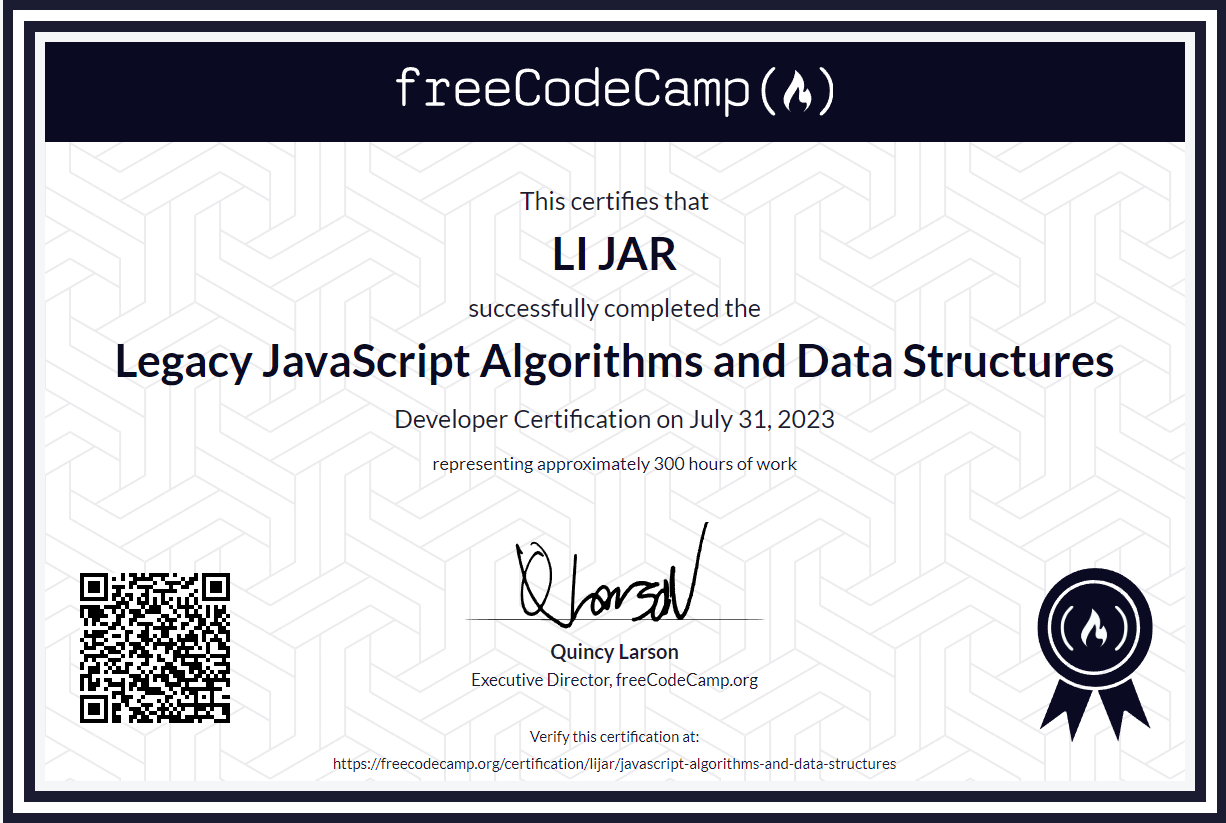 freeCodeCamp
This certifies that
LI JAR
successfully completed the
Legacy JavaScript Algorithms and Data Structures
Developer Certification on July 31, 2023
representing approximately 300 hours of work
Q Larson
Quincy Larson
Executive Director, freeCodeCamp.org
Verify this certification at:
https://freecodecamp.org/certification/lijar/javascript-algorithms-and-data-structures